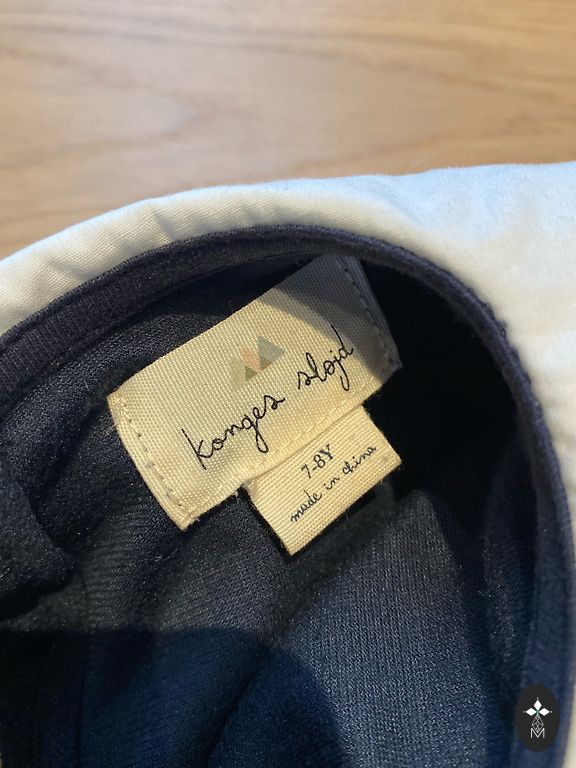 konges sløjd
7-8Y
made in china
M